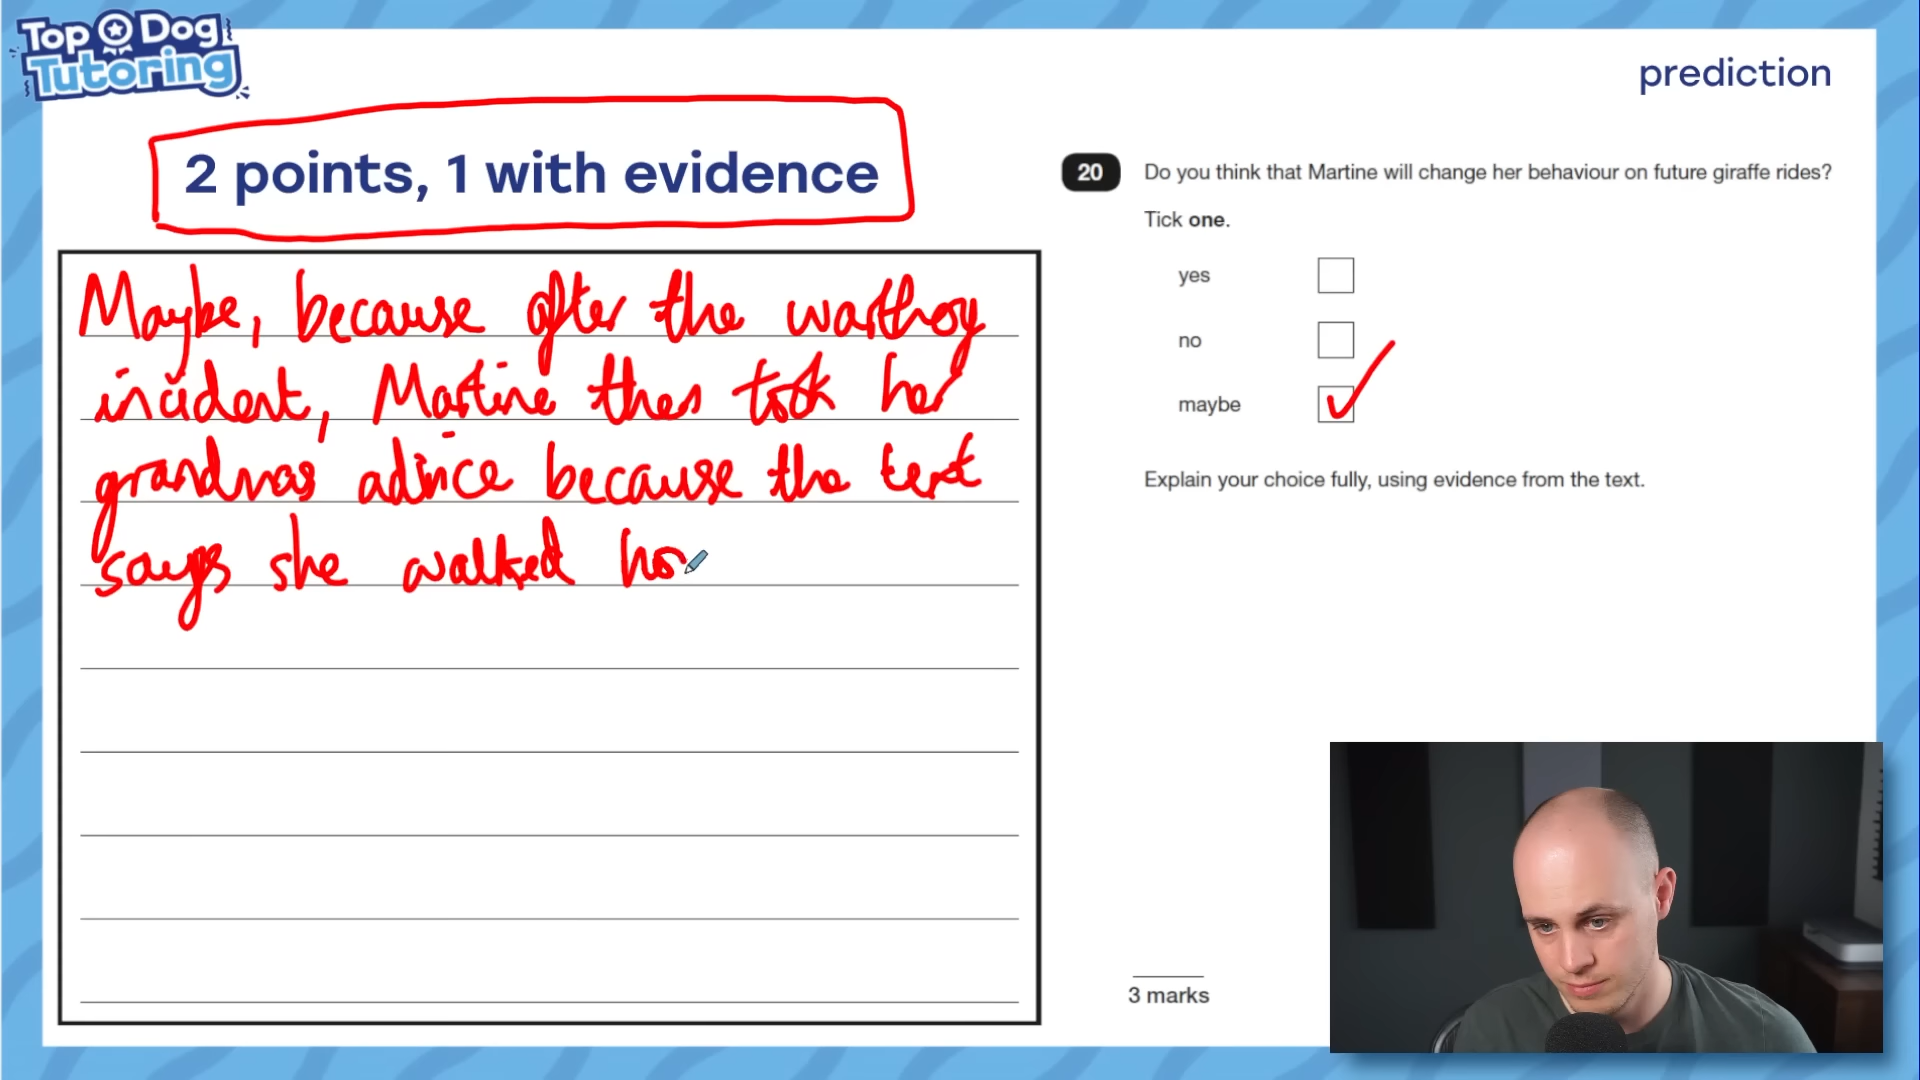 Top Dog
Tutoring
prediction
2 points, 1 with evidence
Maybe, because after the warthog
incident, Martine then took her
grandmas advice because the text
says she walked ho
20 Do you think that Martine will change her behaviour on future giraffe rides?
Tick one.
yes
no
maybe
Explain your choice fully, using evidence from the text.
3 marks